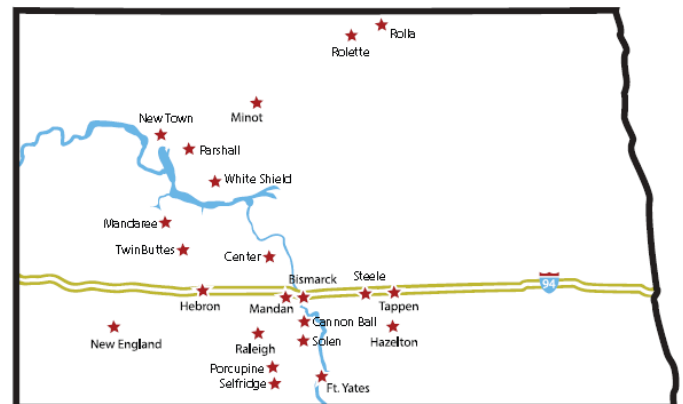 Rolla
Rolette
Minot
New Town
Parshall
White Shield
Mandaree
TwinButtes
Center
Bismarck
Steele
94
Hebron
Mandan
Tappen
Cannon Ball
New England
Raleigh
Solen
Hazelton
Porcupine
Selfridge
Ft. Yates